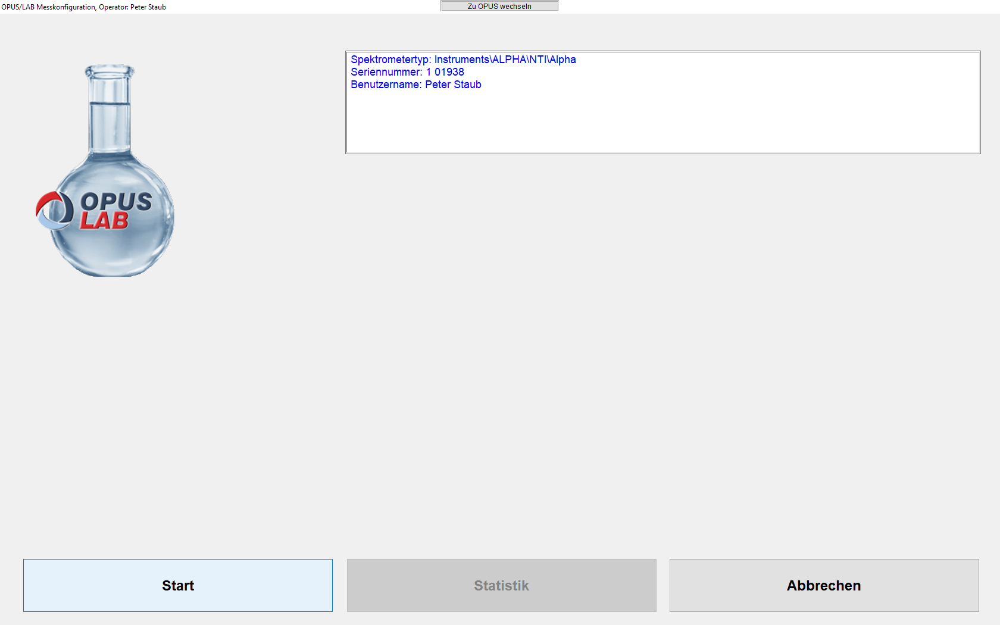 OPUS/LAB Messkonfiguration, Operator: Peter Staub
Zu OPUS wechseln
Spektrometertyp: Instruments\ALPHA\NTI\Alpha
Seriennummer: 1 01938
Benutzername: Peter Staub
OPUS
LAB
Start
Statistik
Abbrechen